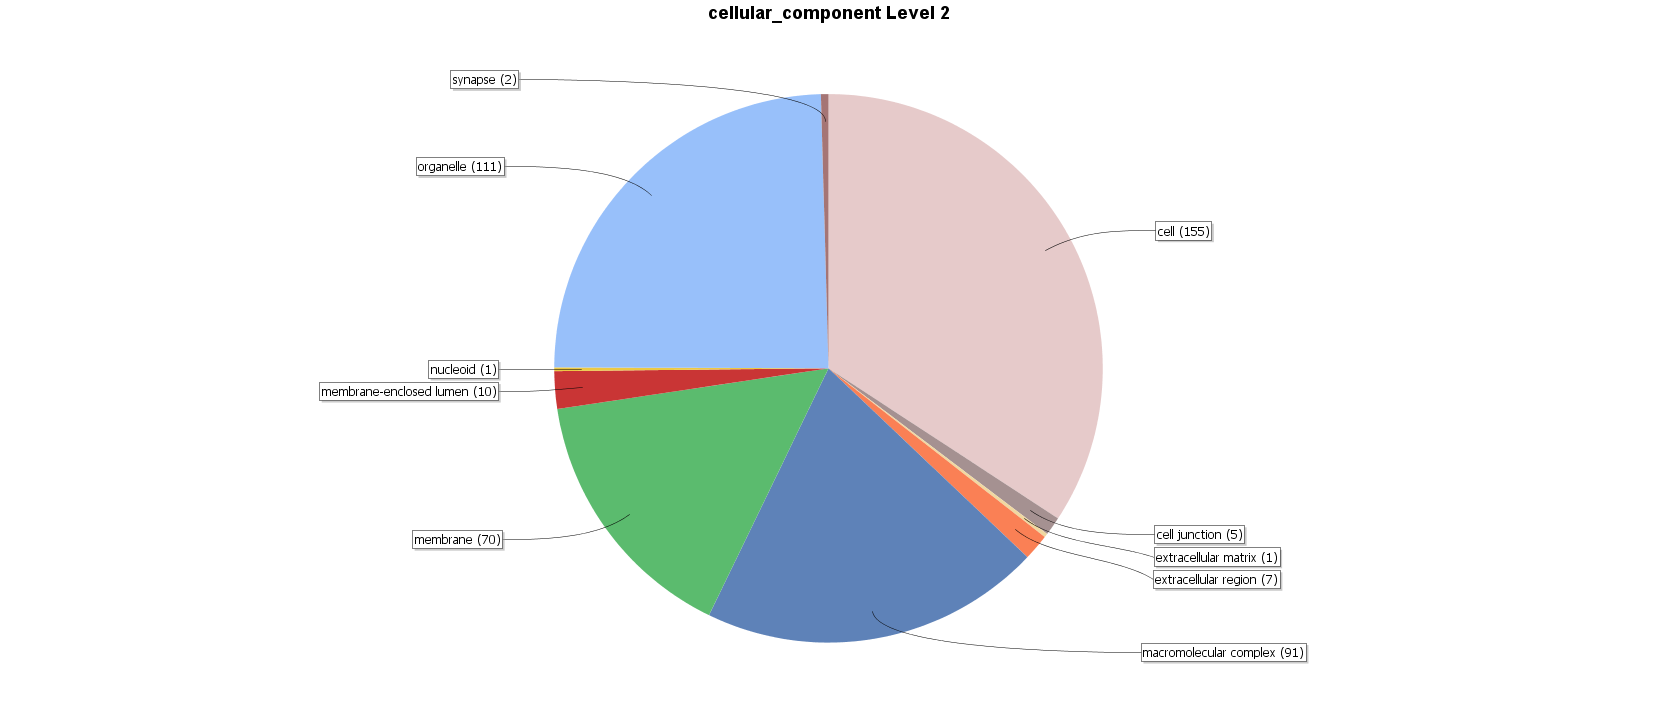 cellular_component Level 2
synapse (2)
organelle (111)
cell (155)
nucleoid (1)
membrane-enclosed lumen (10)
cell junction (5)
membrane (70)
extracellular matrix (1)
extracellular region (7)
macromolecular complex (91)